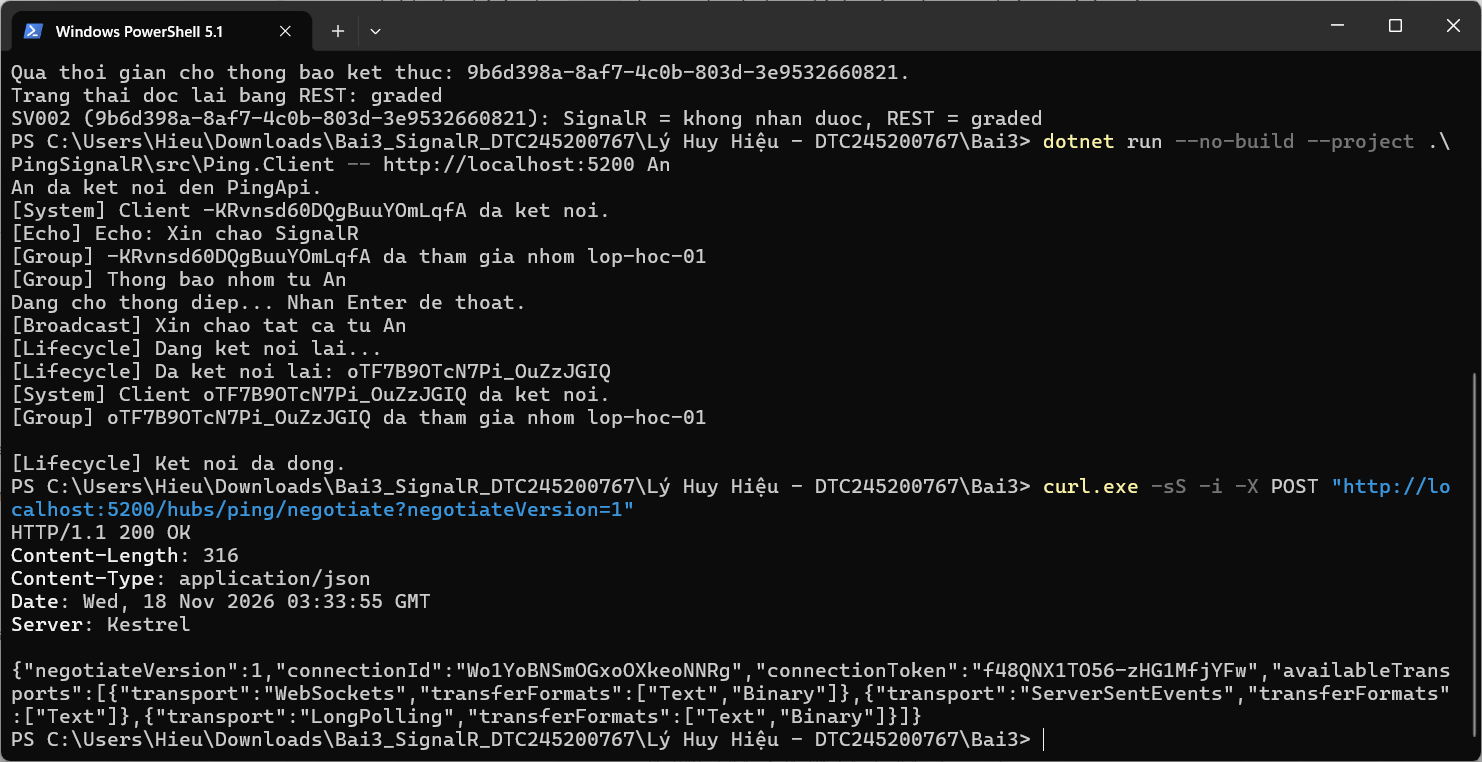 Windows PowerShell 5.1
Qua thoi gian cho thong bao ket thuc: 9b6d398a-8af7-4c0b-803d-3e9532660821.
Trang thai doc lai bang REST: graded
SV002 (9b6d398a-8af7-4c0b-803d-3e9532660821): SignalR = khong nhan duoc, REST = graded
PS C:\Users\Hieu\Downloads\Bai3_SignalR_DTC245200767\Lý Huy Hiệu - DTC245200767\Bai3> dotnet run --no-build --project .\
PingSignalR\src\Ping.Client -- http://localhost:5200 An
An da ket noi den PingApi.
[System] Client -KRvnsd60DQgBuuYOmLqfA da ket noi.
[Echo] Echo: Xin chao SignalR
[Group] -KRvnsd60DQgBuuYOmLqfA da tham gia nhom lop-hoc-01
[Group] Thong bao nhom tu An
Dang cho thong diep... Nhan Enter de thoat.
[Broadcast] Xin chao tat ca tu An
[Lifecycle] Dang ket noi lai...
[Lifecycle] Da ket noi lai: oTF7B9OTcN7Pi_OuZzJGIQ
[System] Client oTF7B9OTcN7Pi_OuZzJGIQ da ket noi.
[Group] oTF7B9OTcN7Pi_OuZzJGIQ da tham gia nhom lop-hoc-01
[Lifecycle] Ket noi da dong.
PS C:\Users\Hieu\Downloads\Bai3_SignalR_DTC245200767\Lý Huy Hiệu - DTC245200767\Bai3> curl.exe -sS -i -X POST "http://lo
calhost:5200/hubs/ping/negotiate?negotiateVersion=1"
HTTP/1.1 200 OK
Content-Length: 316
Content-Type: application/json
Date: Wed, 18 Nov 2026 03:33:55 GMT
Server: Kestrel
{"negotiateVersion":1,"connectionId":"Wo1YoBNSmOGxoOXkeoNNRg","connectionToken":"f48QNX1TO56-zHG1MfjYFw","availableTrans
ports":[{"transport":"WebSockets","transferFormats":["Text","Binary"]},{"transport":"ServerSentEvents","transferFormats"
:["Text"]},{"transport":"LongPolling","transferFormats":["Text","Binary"]}]}
PS C:\Users\Hieu\Downloads\Bai3_SignalR_DTC245200767\Lý Huy Hiệu - DTC245200767\Bai3>